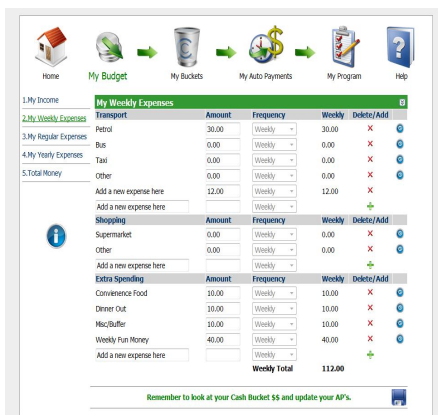 Home My Budget My Buckets My Auto Payments My Program Help
1.My Income
2.My Weekly Expenses
3.My Regular Expenses
4.My Yearly Expenses
5.Total Money
My Weekly Expenses
Transport Amount Frequency Weekly Delete/Add
Petrol 30.00 Weekly 30.00
Bus 0.00 Weekly 0.00
Taxi 0.00 Weekly 0.00
Other 0.00 Weekly 0.00
Add a new expense here 12.00 Weekly 12.00
Add a new expense here Weekly
Shopping Amount Frequency Weekly Delete/Add
Supermarket 0.00 Weekly 0.00
Other 0.00 Weekly 0.00
Add a new expense here Weekly
Extra Spending Amount Frequency Weekly Delete/Add
Convienence Food 10.00 Weekly 10.00
Dinner Out 10.00 Weekly 10.00
Misc/Buffer 10.00 Weekly 10.00
Weekly Fun Money 40.00 Weekly 40.00
Add a new expense here Weekly
Weekly Total 112.00
Remember to look at your Cash Bucket $$ and update your AP's.